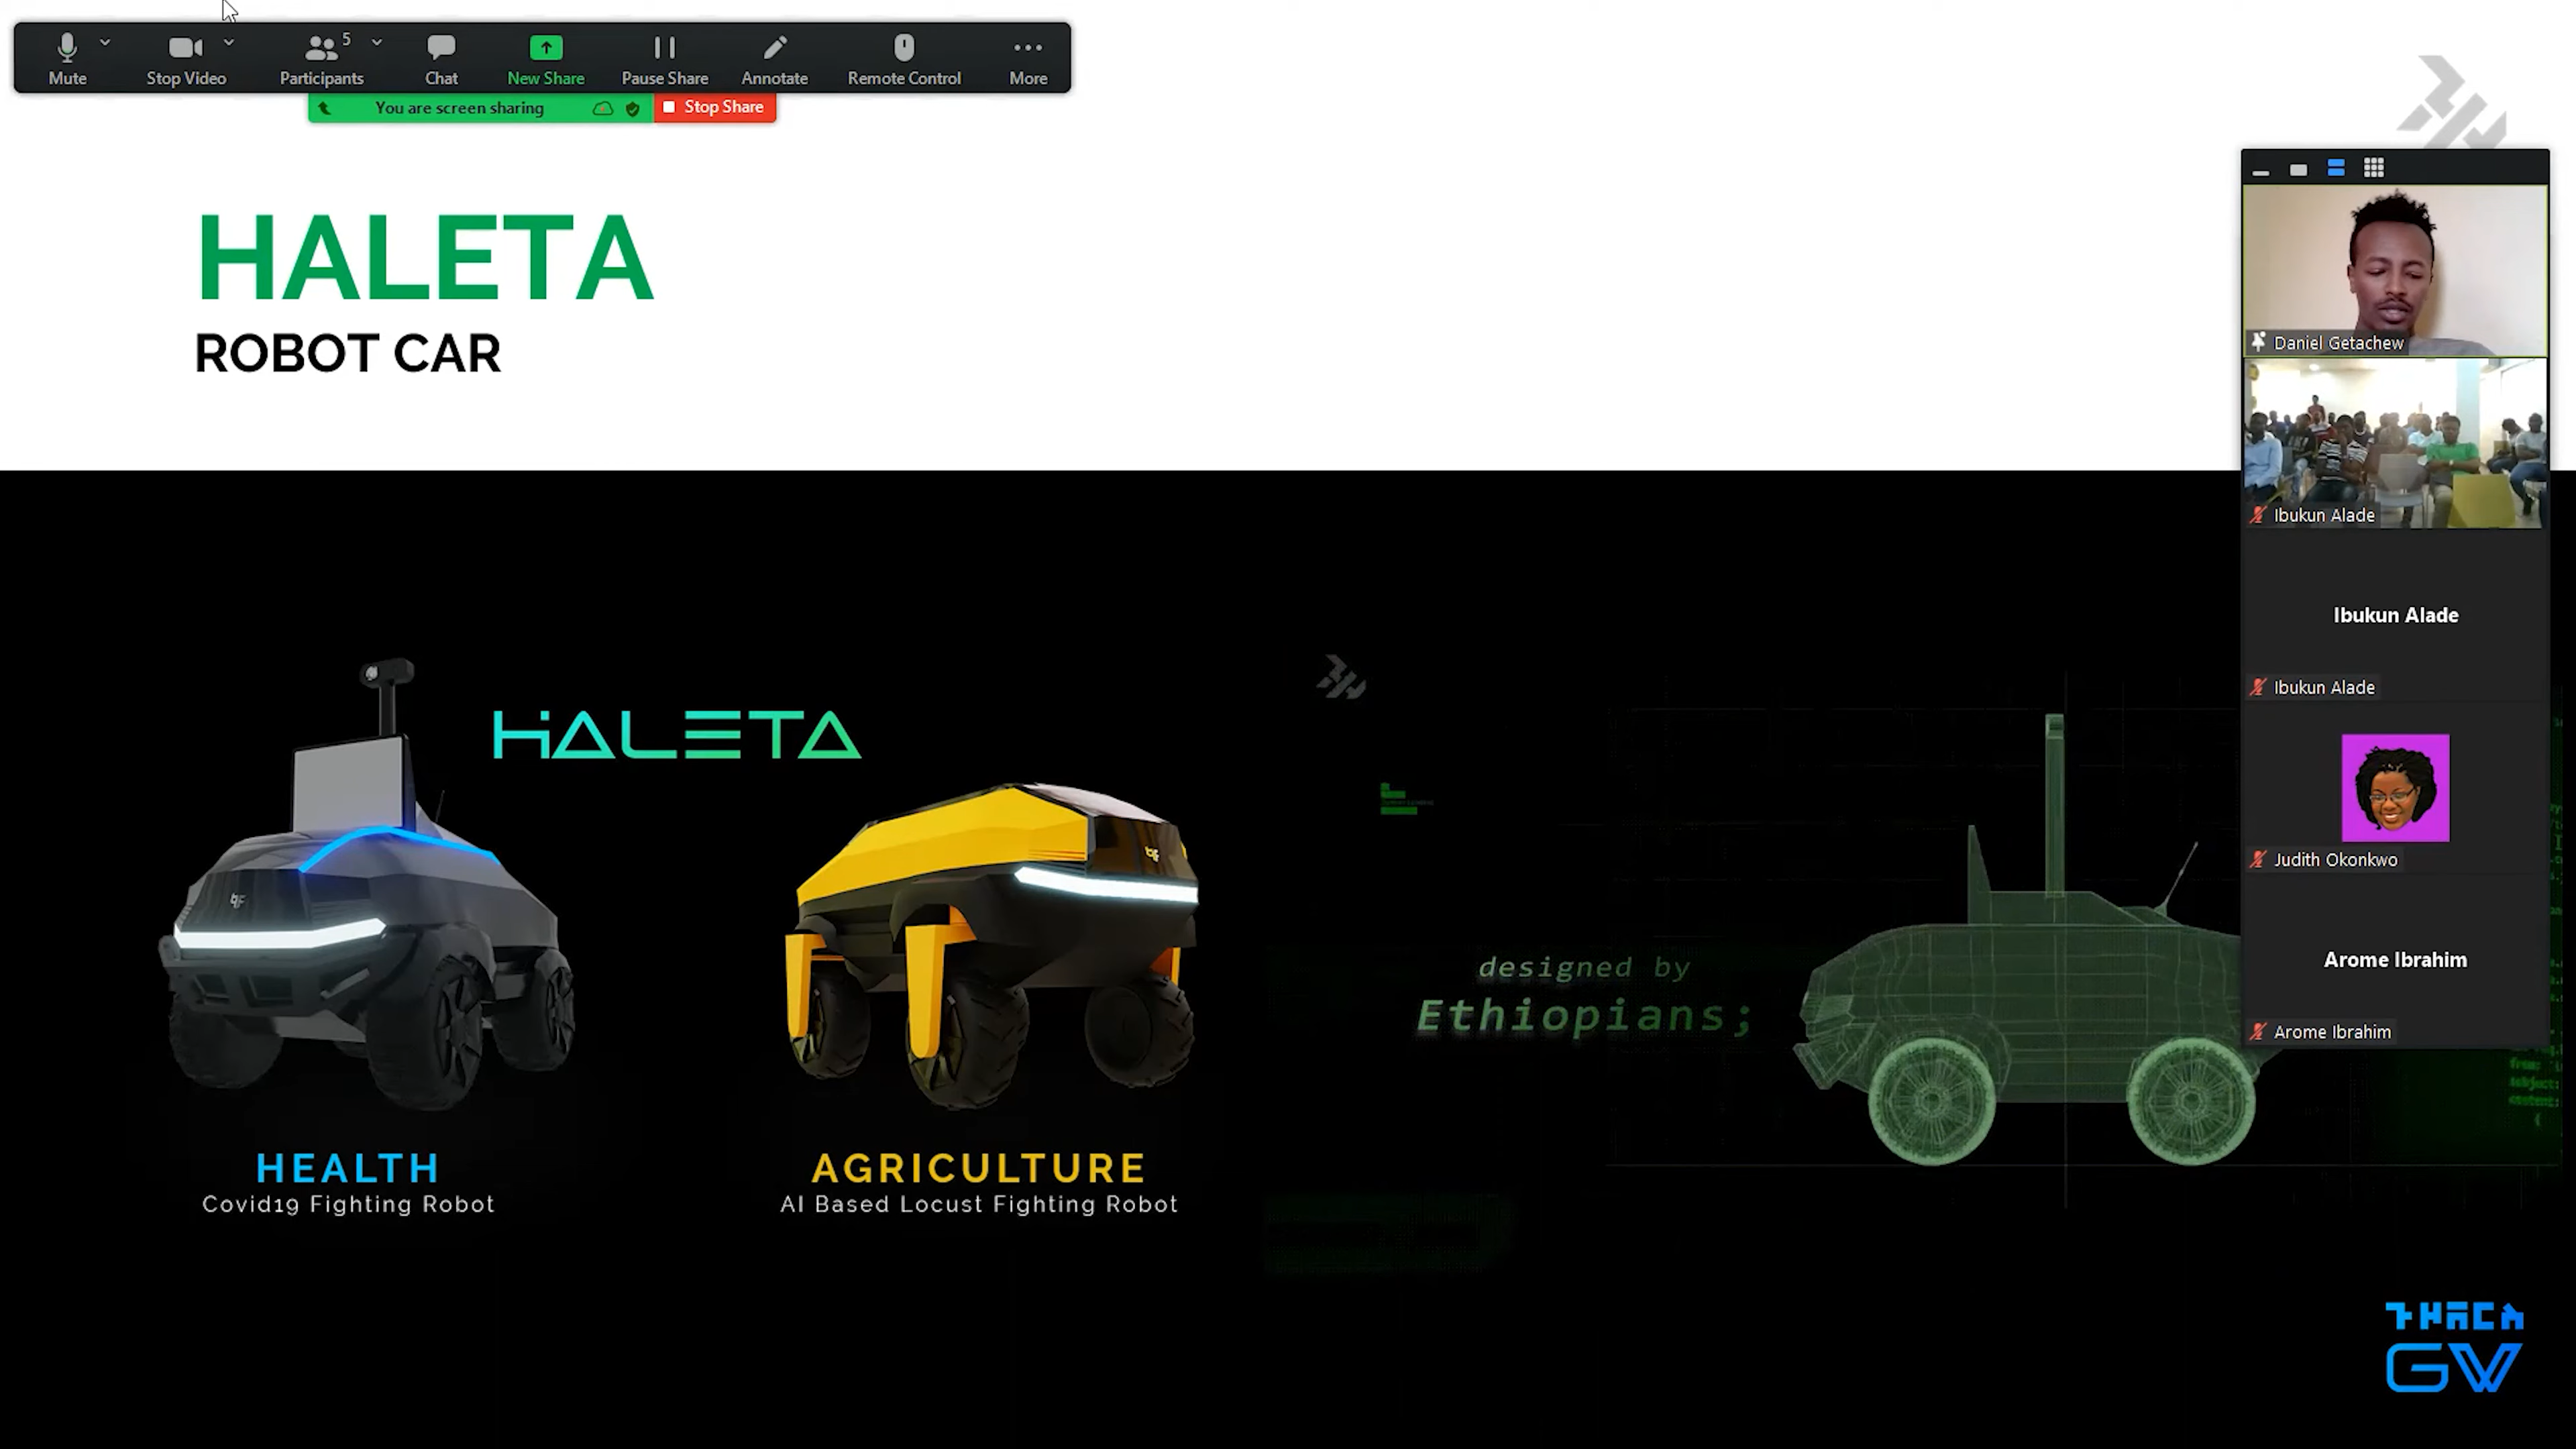 Mute
Stop Video
5
Participants
Chat
New Share
Pause Share
Annotate
Remote Control
More
You are screen sharing
Stop Share
HALETA
ROBOT CAR
Daniel Getachew
Ibukun Alade
Ibukun Alade
Ibukun Alade
Judith Okonkwo
Arome Ibrahim
Arome Ibrahim
HALETA
designed by
Ethiopians;
HEALTH
Covid19 Fighting Robot
AGRICULTURE
AI Based Locust Fighting Robot
GW